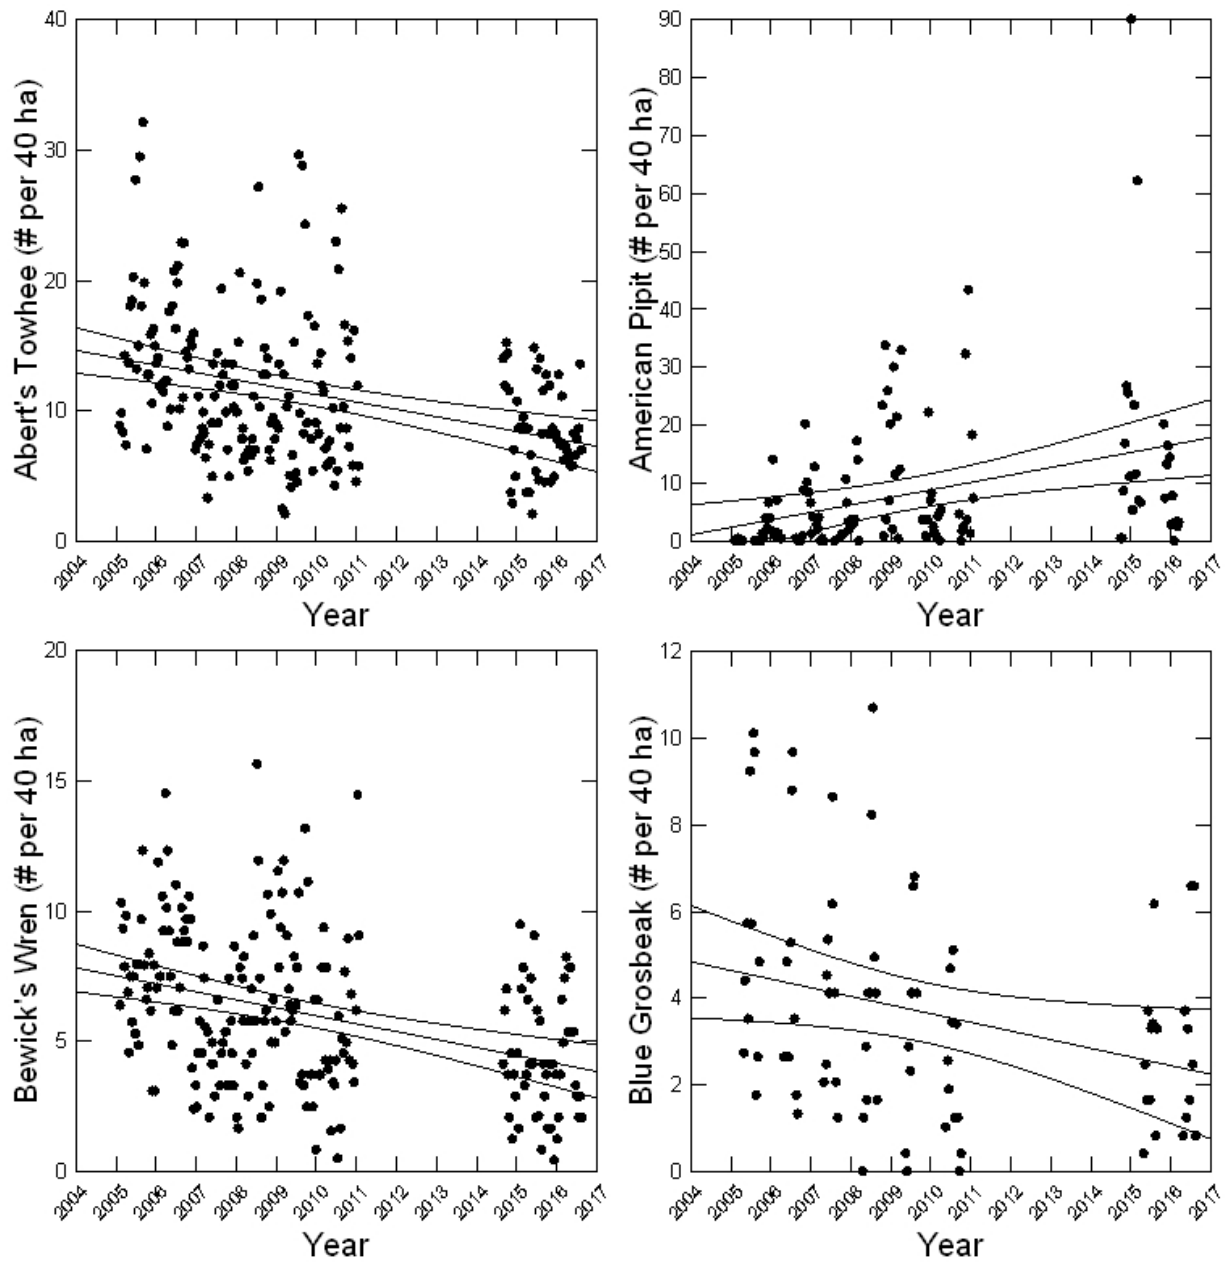 Abert's Towhee (# per 40 ha)
40
30
20
10
0
2004 2005 2006 2007 2008 2009 2010 2011 2012 2013 2014 2015 2016 2017
Year
American Pipit (# per 40 ha)
90
80
70
60
50
40
30
20
10
0
2004 2005 2006 2007 2008 2009 2010 2011 2012 2013 2014 2015 2016 2017
Year
Bewick's Wren (# per 40 ha)
20
15
10
5
0
2004 2005 2006 2007 2008 2009 2010 2011 2012 2013 2014 2015 2016 2017
Year
Blue Grosbeak (# per 40 ha)
12
10
8
6
4
2
0
2004 2005 2006 2007 2008 2009 2010 2011 2012 2013 2014 2015 2016 2017
Year